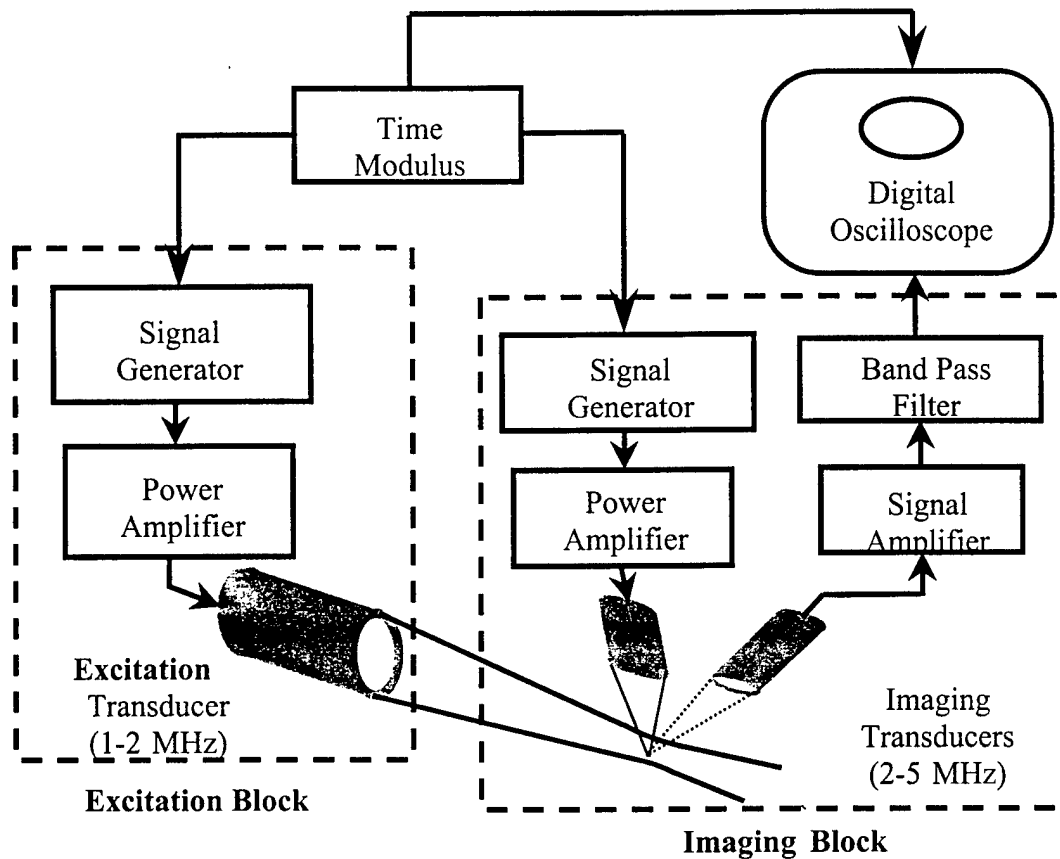 Time
Modulus
Digital
Oscilloscope
Signal
Generator
Power
Amplifier
Excitation
Transducer
(1-2 MHz)
Excitation Block
Signal
Generator
Power
Amplifier
Band Pass
Filter
Signal
Amplifier
Imaging
Transducers
(2-5 MHz)
Imaging Block